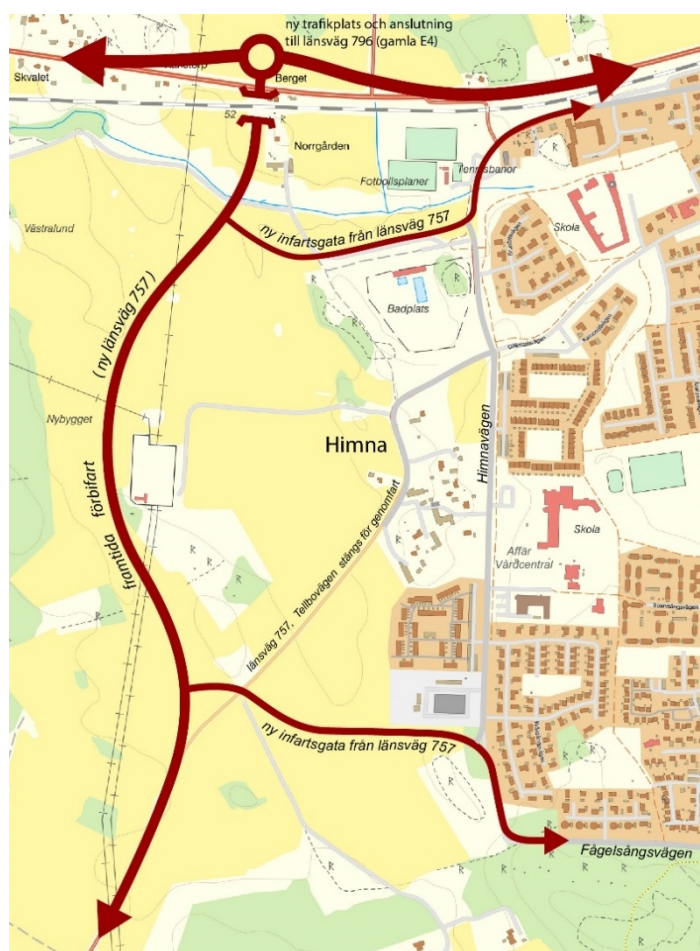 ny trafikplats och anslutning
till länsväg 796 (gamla E4)
Skvalet
Berget
52
Norrgården
Fotbollsplaner
Tennisbanor
Västralund
ny infartsgata från länsväg 757
Skola
(ny länsväg 757)
Badplats
Nybygget
Himna
Himnavägen
framtida förbifart
länsväg 757, Tellbovägen stängs för genomfart
Skola
Affär
Vårdcentral
ny infartsgata från länsväg 757
Fågelsångsvägen
R
R
R
R
R
R
R
R